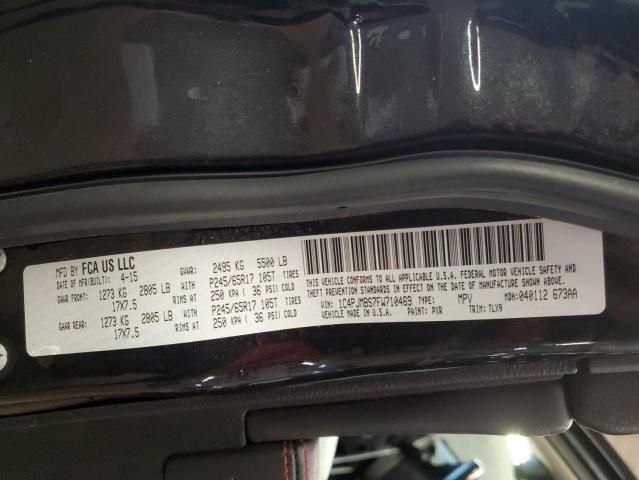 MFD BY FCA US LLC
DATE OF MFR(BUILT): 4-15 GVWR: 2495 KG 5500 LB
GAWR FRONT: 1273 KG 2805 LB WITH P245/65R17 105T TIRES
17X7.5 RIMS AT 250 KPA ( 36 PSI) COLD
GAWR REAR: 1273 KG 2805 LB WITH P245/65R17 105T TIRES
17X7.5 RIMS AT 250 KPA ( 36 PSI) COLD
THIS VEHICLE CONFORMS TO ALL APPLICABLE U.S.A. FEDERAL MOTOR VEHICLE SAFETY, BUMPER
/THEFT PREVENTION STANDARDS IN EFFECT ON THE DATE OF MANUFACTURE SHOWN ABOVE.
VIN: 1C4PJMBS7FW710469 TYPE: MPV MDH: 040112 673AA
VEHICLE MADE IN U.S.A. PAINT: PXR TRIM: TLX9